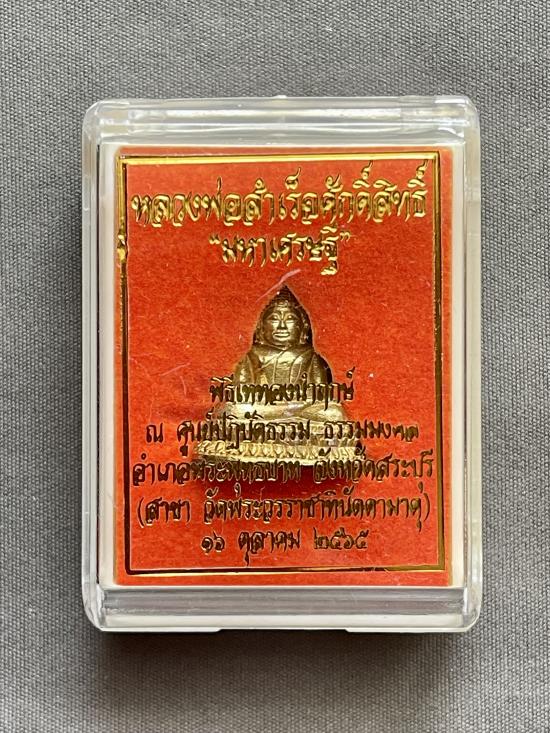 หลวงพ่อสำเร็จศักดิ์สิทธิ์
"มหาเศรษฐี"
พิธีเททองนำฤกษ์
ณ ศูนย์ปฏิบัติธรรม ธรรมมงคล
อำเภอพระพุทธบาท จังหวัดสระบุรี
(สาขา วัดพระวรราชาทินัดดามาตุ)
๑๖ ตุลาคม ๒๕๖๕